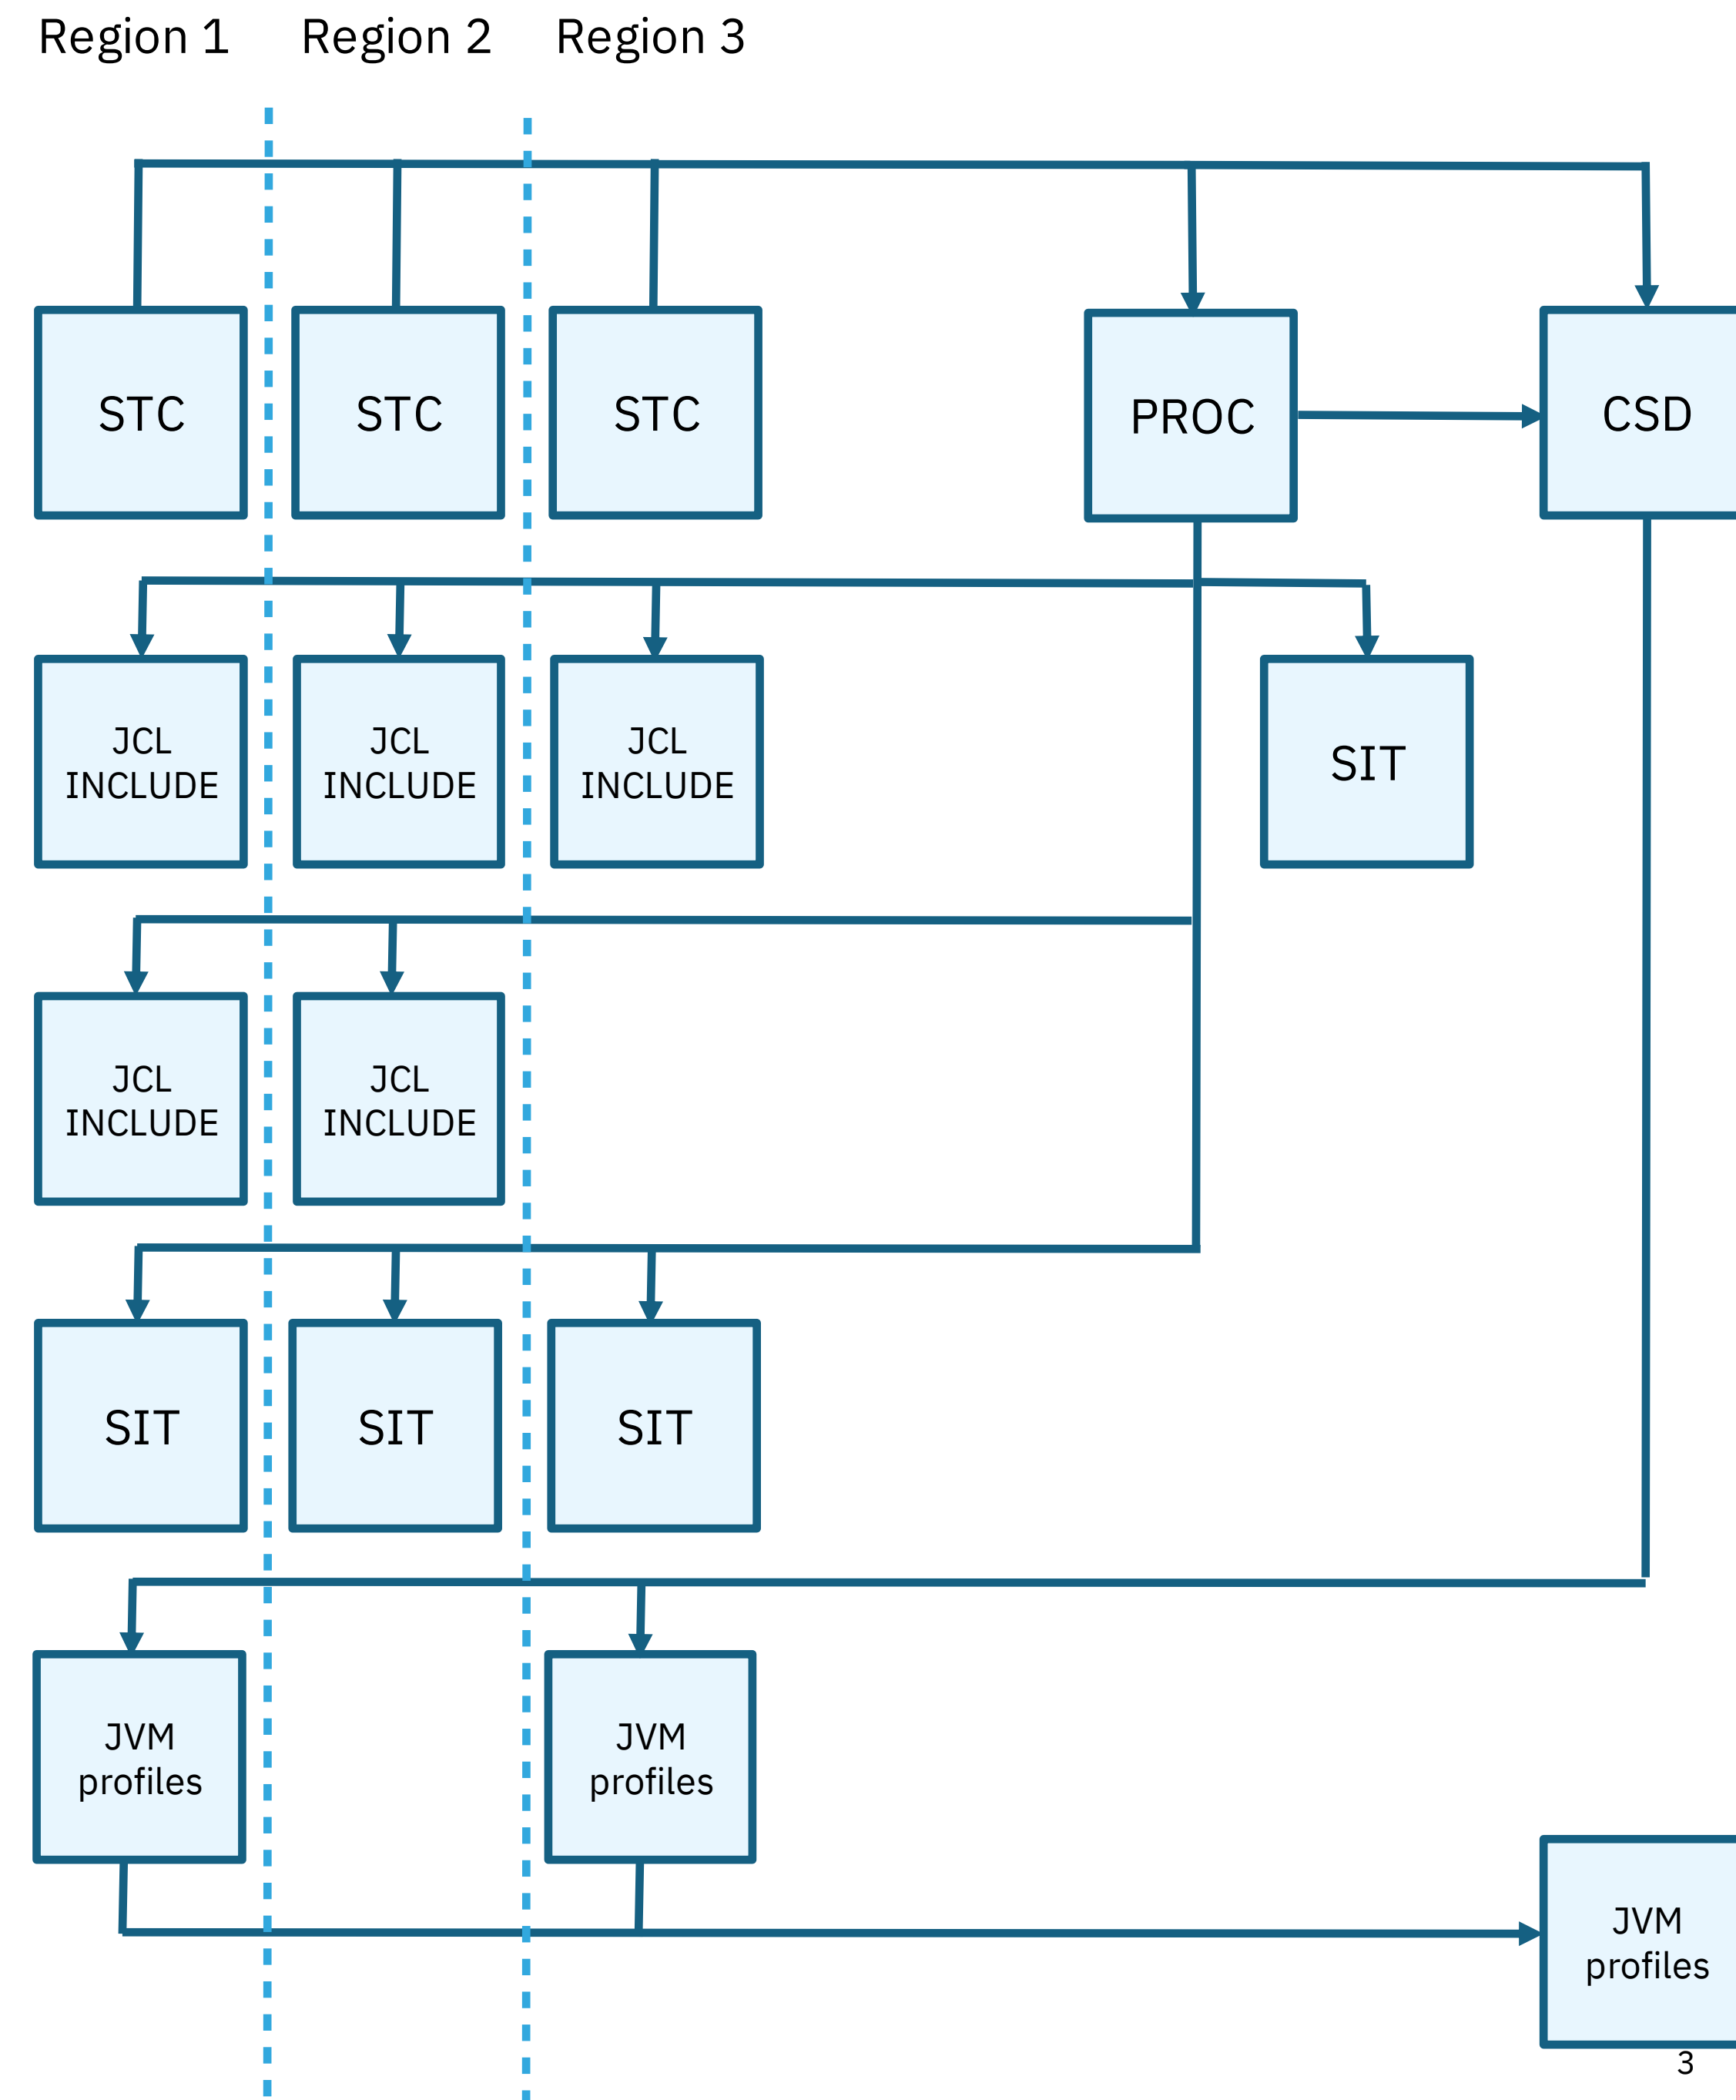 Region 1
Region 2
Region 3
STC
STC
STC
PROC
CSD
JCL
INCLUDE
JCL
INCLUDE
JCL
INCLUDE
SIT
JCL
INCLUDE
JCL
INCLUDE
SIT
SIT
SIT
JVM
profiles
JVM
profiles
JVM
profiles
3